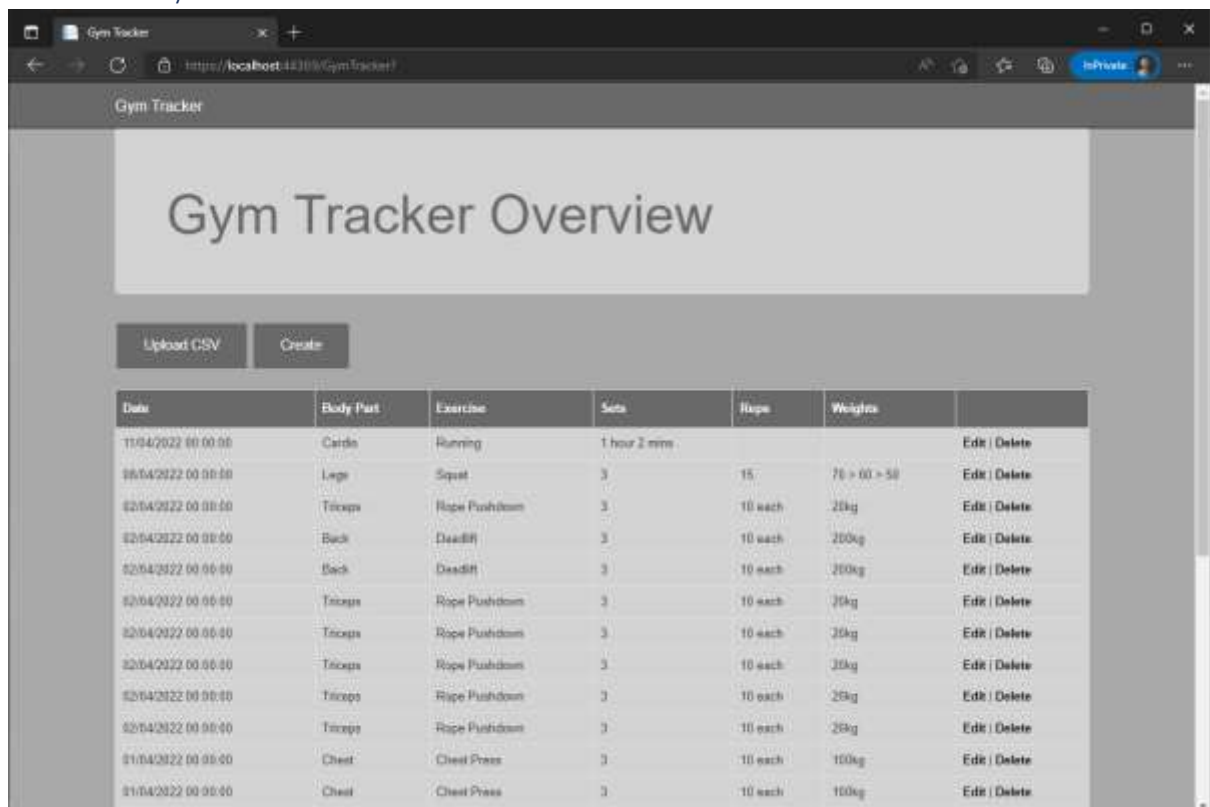 Gym Tracker
https://localhost:44309/GymTracker?
InPrivate
Gym Tracker
Gym Tracker Overview
Upload CSV Create
Date Body Part Exercise Sets Reps Weights
11/04/2022 00:00:00 Cardio Running 1 hour 2 mins Edit | Delete
00:00:00 Legs Squat 3 15 70 > 60 > 50 Edit | Delete
02/04/2022 00:00:00 Triceps Rope Pushdown 3 10 each 20kg Edit | Delete
02/04/2022 00:00:00 Back Deadlift 3 10 each 200kg Edit | Delete
02/04/2022 00:00:00 Back Deadlift 3 10 each 200kg Edit | Delete
02/04/2022 00:00:00 Triceps Rope Pushdown 3 10 each 20kg Edit | Delete
02/04/2022 00:00:00 Triceps Rope Pushdown 3 10 each 20kg Edit | Delete
02/04/2022 00:00:00 Triceps Rope Pushdown 3 10 each 20kg Edit | Delete
02/04/2022 00:00:00 Triceps Rope Pushdown 3 10 each 20kg Edit | Delete
02/04/2022 00:00:00 Triceps Rope Pushdown 3 10 each 20kg Edit | Delete
01/04/2022 00:00:00 Chest Chest Press 3 10 each 100kg Edit | Delete
01/04/2022 00:00:00 Chest Chest Press 3 10 each 100kg Edit | Delete